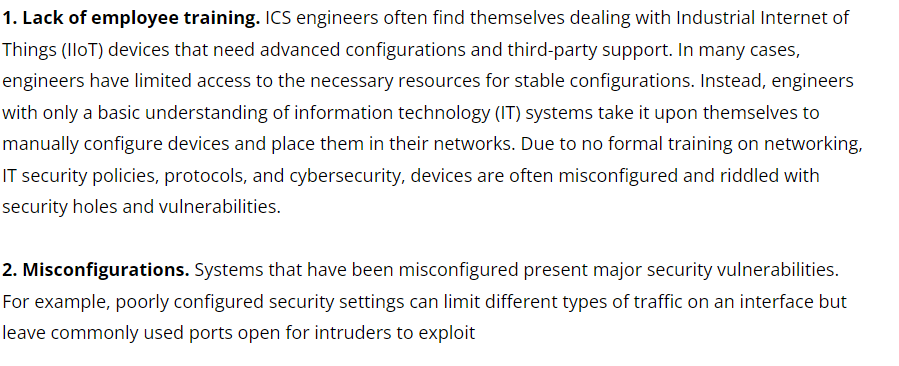 1. Lack of employee training. ICS engineers often find themselves dealing with Industrial Internet of
Things (IIoT) devices that need advanced configurations and third-party support. In many cases,
engineers have limited access to the necessary resources for stable configurations. Instead, engineers
with only a basic understanding of information technology (IT) systems take it upon themselves to
manually configure devices and place them in their networks. Due to no formal training on networking,
IT security policies, protocols, and cybersecurity, devices are often misconfigured and riddled with
security holes and vulnerabilities.
2. Misconfigurations. Systems that have been misconfigured present major security vulnerabilities.
For example, poorly configured security settings can limit different types of traffic on an interface but
leave commonly used ports open for intruders to exploit